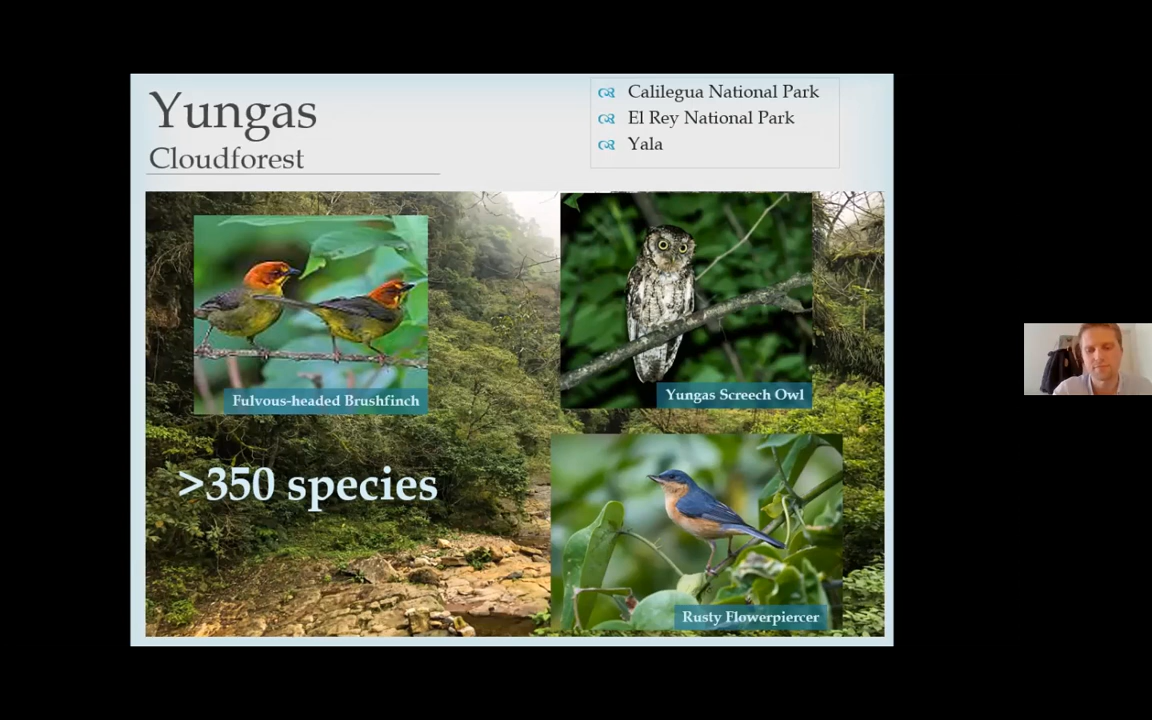 Yungas
Cloudforest
Calilegua National Park
El Rey National Park
Yala
Fulvous-headed Brushfinch
Yungas Screech Owl
>350 species
Rusty Flowerpiercer